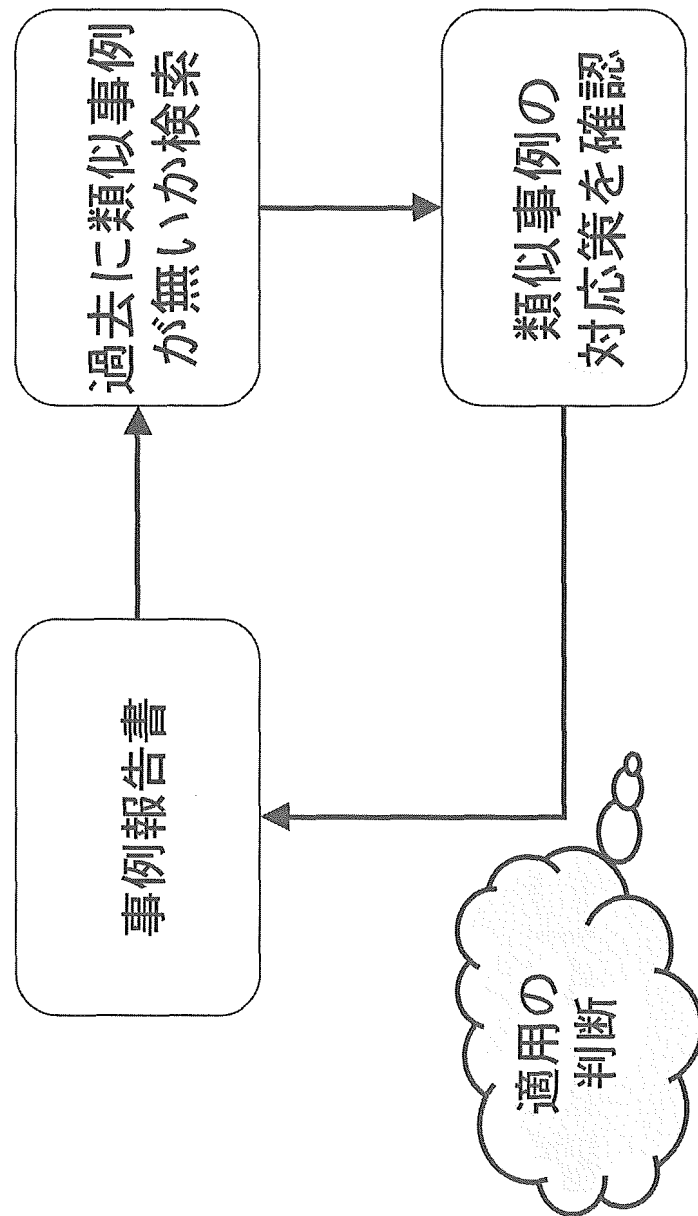 事例報告書
過去に類似事例
が無いか検索
類似事例の
対応策を確認
適用の
判断